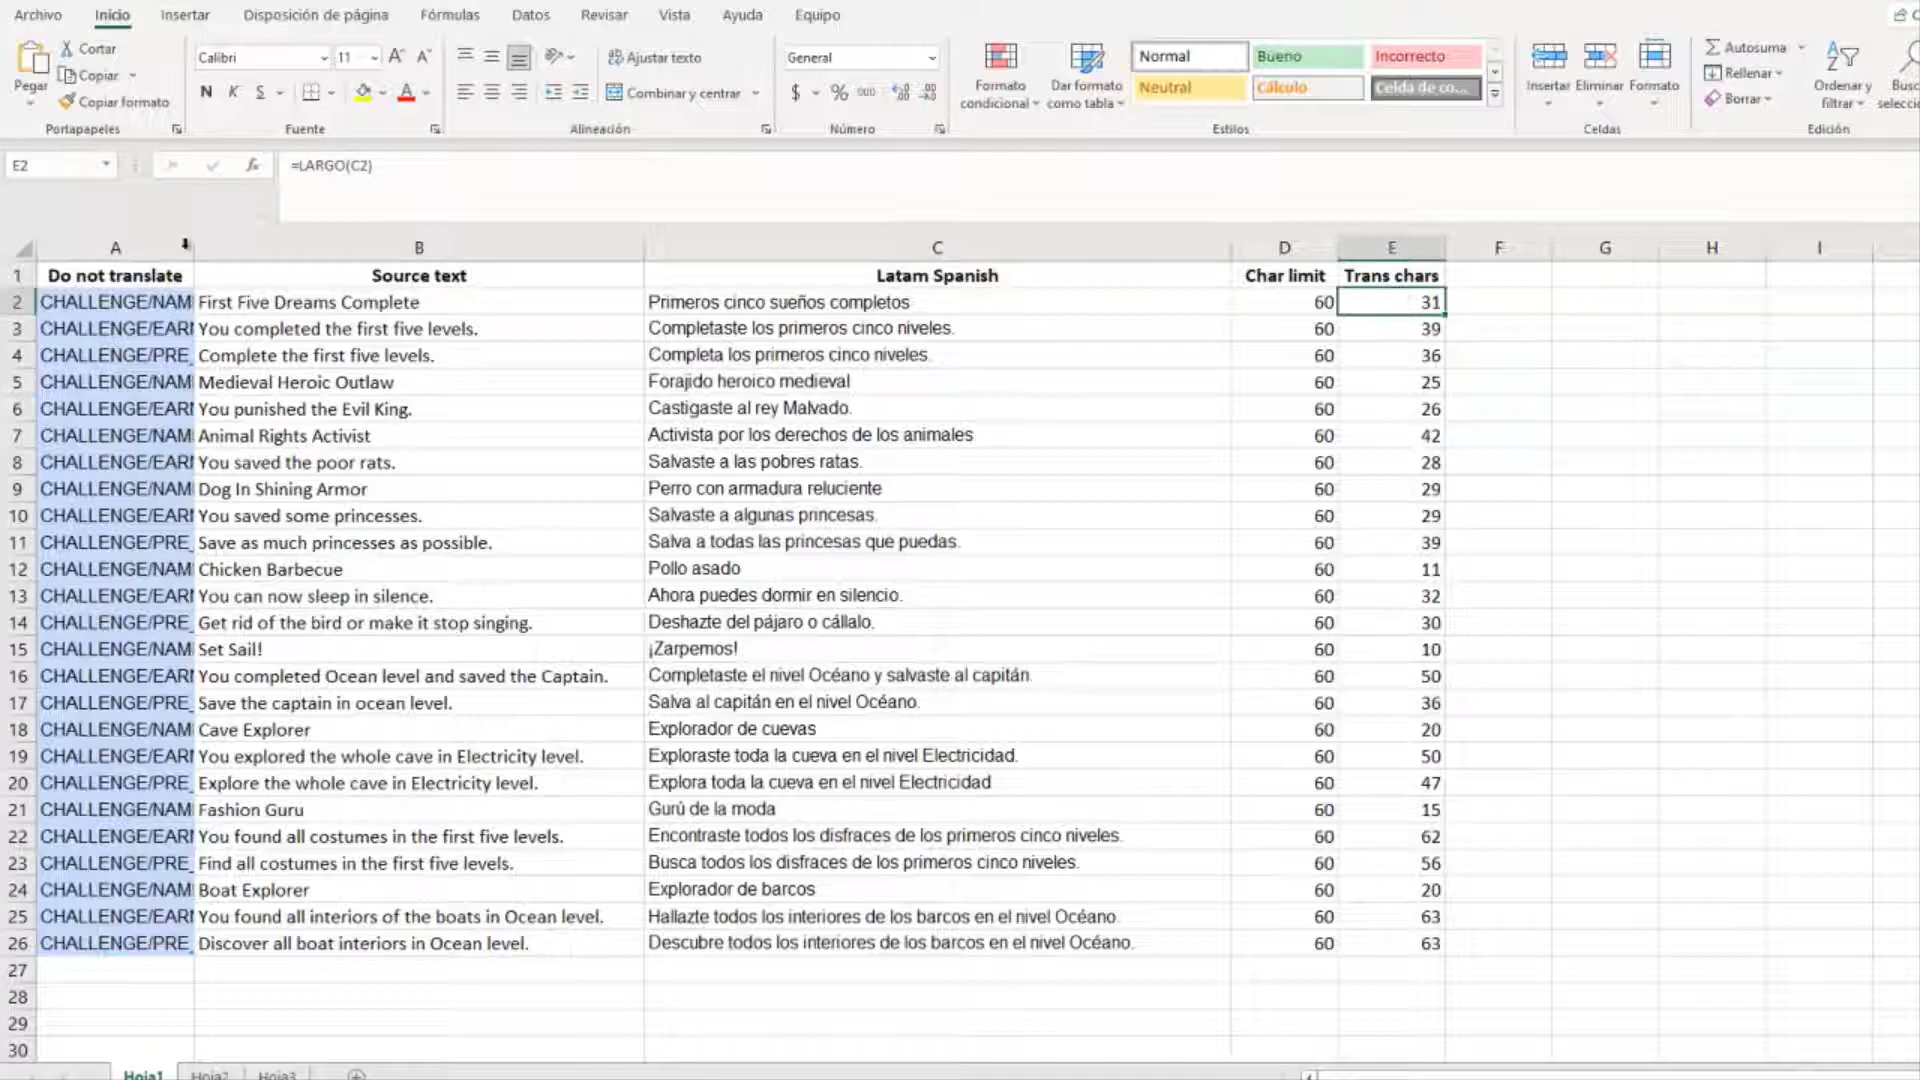 Archivo Inicio Insertar Disposición de página Fórmulas Datos Revisar Vista Ayuda Equipo
Pegar Cortar Copiar Copiar formato Portapapeles
Calibri 11 N K S Fuente
Ajustar texto Combinar y centrar Alineación
General $ % 000 Número
Formato condicional Dar formato como tabla Normal Bueno Incorrecto Neutral Cálculo Celda de co... Estilos
Insertar Eliminar Formato Celdas
Autosuma Rellenar Borrar Ordenar y filtrar Edición
E2 fx =LARGO(C2)
A B C D E F G H I
1 Do not translate Source text Latam Spanish Char limit Trans chars
2 CHALLENGE/NAM First Five Dreams Complete Primeros cinco sueños completos 60 31
3 CHALLENGE/EAR You completed the first five levels. Completaste los primeros cinco niveles. 60 39
4 CHALLENGE/PRE_ Complete the first five levels. Completa los primeros cinco niveles. 60 36
5 CHALLENGE/NAM Medieval Heroic Outlaw Forajido heroico medieval 60 25
6 CHALLENGE/EAR You punished the Evil King. Castigaste al rey Malvado. 60 26
7 CHALLENGE/NAM Animal Rights Activist Activista por los derechos de los animales 60 42
8 CHALLENGE/EAR You saved the poor rats. Salvaste a las pobres ratas. 60 28
9 CHALLENGE/NAM Dog In Shining Armor Perro con armadura reluciente 60 29
10 CHALLENGE/EAR You saved some princesses. Salvaste a algunas princesas. 60 29
11 CHALLENGE/PRE_ Save as much princesses as possible. Salva a todas las princesas que puedas. 60 39
12 CHALLENGE/NAM Chicken Barbecue Pollo asado 60 11
13 CHALLENGE/EAR You can now sleep in silence. Ahora puedes dormir en silencio. 60 32
14 CHALLENGE/PRE_ Get rid of the bird or make it stop singing. Deshazte del pájaro o cállalo. 60 30
15 CHALLENGE/NAM Set Sail! ¡Zarpemos! 60 10
16 CHALLENGE/EAR You completed Ocean level and saved the Captain. Completaste el nivel Océano y salvaste al capitán. 60 50
17 CHALLENGE/PRE_ Save the captain in ocean level. Salva al capitán en el nivel Océano. 60 36
18 CHALLENGE/NAM Cave Explorer Explorador de cuevas 60 20
19 CHALLENGE/EAR You explored the whole cave in Electricity level. Exploraste toda la cueva en el nivel Electricidad. 60 50
20 CHALLENGE/PRE_ Explore the whole cave in Electricity level. Explora toda la cueva en el nivel Electricidad 60 47
21 CHALLENGE/NAM Fashion Guru Gurú de la moda 60 15
22 CHALLENGE/EAR You found all costumes in the first five levels. Encontraste todos los disfraces de los primeros cinco niveles. 60 62
23 CHALLENGE/PRE_ Find all costumes in the first five levels. Busca todos los disfraces de los primeros cinco niveles. 60 56
24 CHALLENGE/NAM Boat Explorer Explorador de barcos 60 20
25 CHALLENGE/EAR You found all interiors of the boats in Ocean level. Hallazte todos los interiores de los barcos en el nivel Océano. 60 63
26 CHALLENGE/PRE_ Discover all boat interiors in Ocean level. Descubre todos los interiores de los barcos en el nivel Océano. 60 63
27
28
29
30
Hoja1 Hoja2 Hoja3